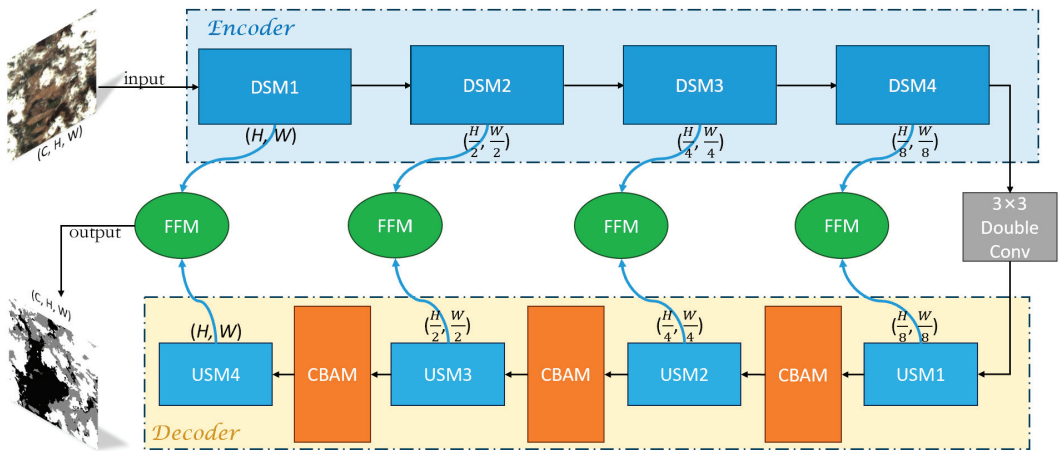 Encoder
input
DSM1
DSM2
DSM3
DSM4
(C, H, W)
(H, W)
(H/2, W/2)
(H/4, W/4)
(H/8, W/8)
FFM
FFM
FFM
FFM
3×3
Double
Conv
output
(C, H, W)
(H, W)
(H/2, W/2)
(H/4, W/4)
(H/8, W/8)
USM4
CBAM
USM3
CBAM
USM2
CBAM
USM1
Decoder